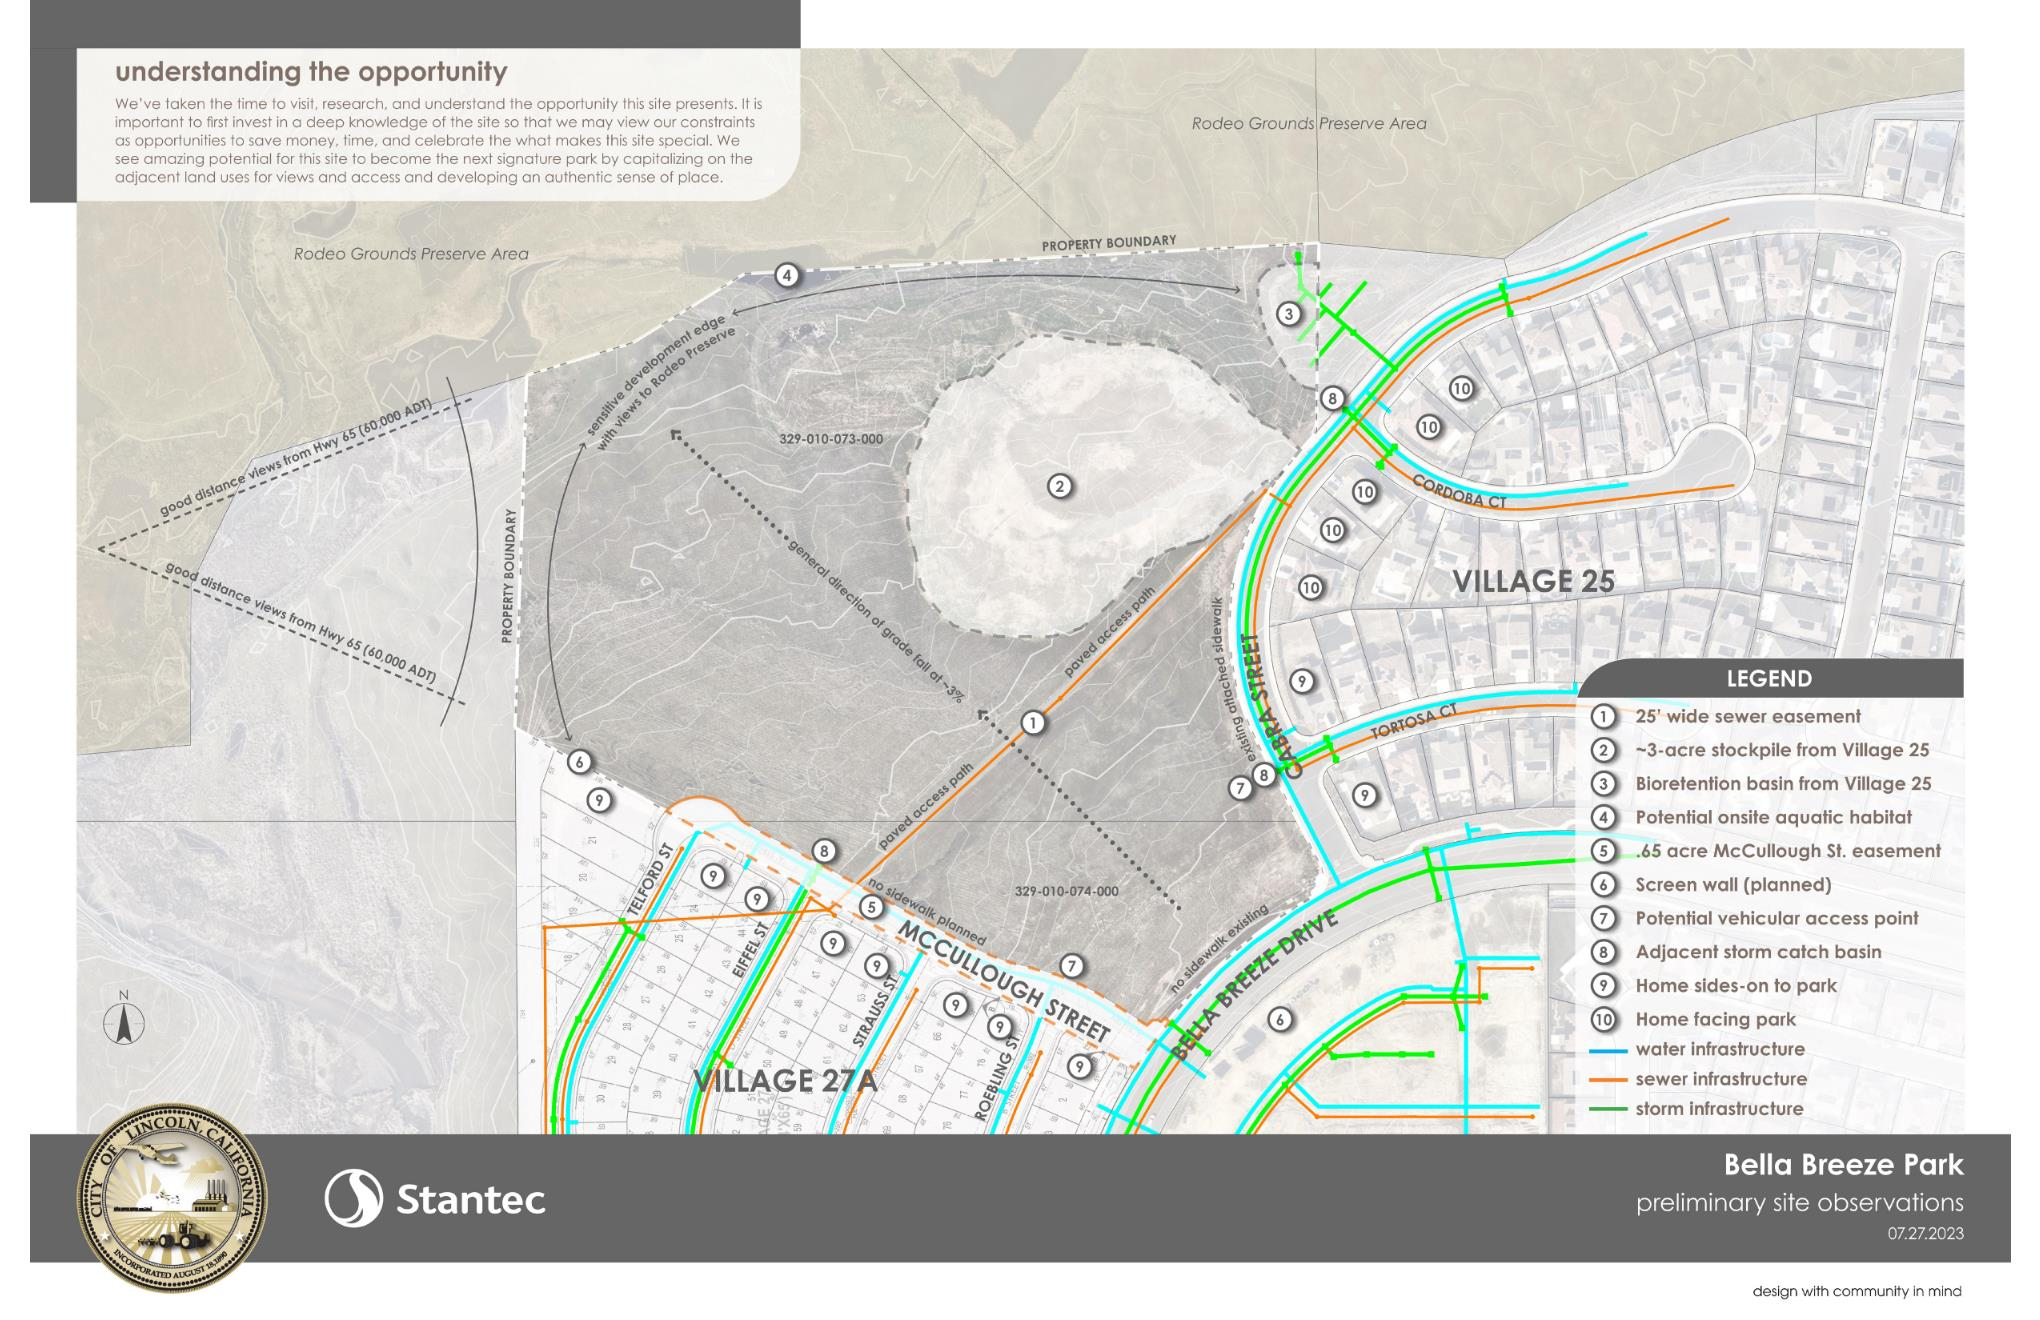 understanding the opportunity
We've taken the time to visit, research, and understand the opportunity this site presents. It is
important to first invest in a deep knowledge of the site so that we may view our constraints
as opportunities to save money, time, and celebrate the what makes this site special. We
see amazing potential for this site to become the next signature park by capitalizing on the
adjacent land uses for views and access and developing an authentic sense of place.
Rodeo Grounds Preserve Area
Rodeo Grounds Preserve Area
PROPERTY BOUNDARY
4
3
sensitive development edge
with views to Rodeo Preserve
good distance views from Hwy 65 (60,000 ADT)
good distance views from Hwy 65 (60,000 ADT)
PROPERTY BOUNDARY
329-010-073-000
2
8
10
10
10
10
10
CORDOBA CT
VILLAGE 25
general direction of grade fall at ~3%
paved access path
1
paved access path
existing attached sidewalk
CABRA STREET
9
TORTOSA CT
7
8
9
6
9
8
TELFORD ST
9
9
EIFFEL ST
5
no sidewalk planned
329-010-074-000
MCCULLOUGH STREET
7
no sidewalk existing
BELLA BREEZE DRIVE
9
9
STRAUSS ST
9
9
ROEBLING ST
9
6
VILLAGE 27A
N
LEGEND
1 25' wide sewer easement
2 ~3-acre stockpile from Village 25
3 Bioretention basin from Village 25
4 Potential onsite aquatic habitat
5 .65 acre McCullough St. easement
6 Screen wall (planned)
7 Potential vehicular access point
8 Adjacent storm catch basin
9 Home sides-on to park
10 Home facing park
water infrastructure
sewer infrastructure
storm infrastructure
CITY OF LINCOLN, CALIFORNIA
INCORPORATED AUGUST 18, 1890
Stantec
Bella Breeze Park
preliminary site observations
07.27.2023
design with community in mind